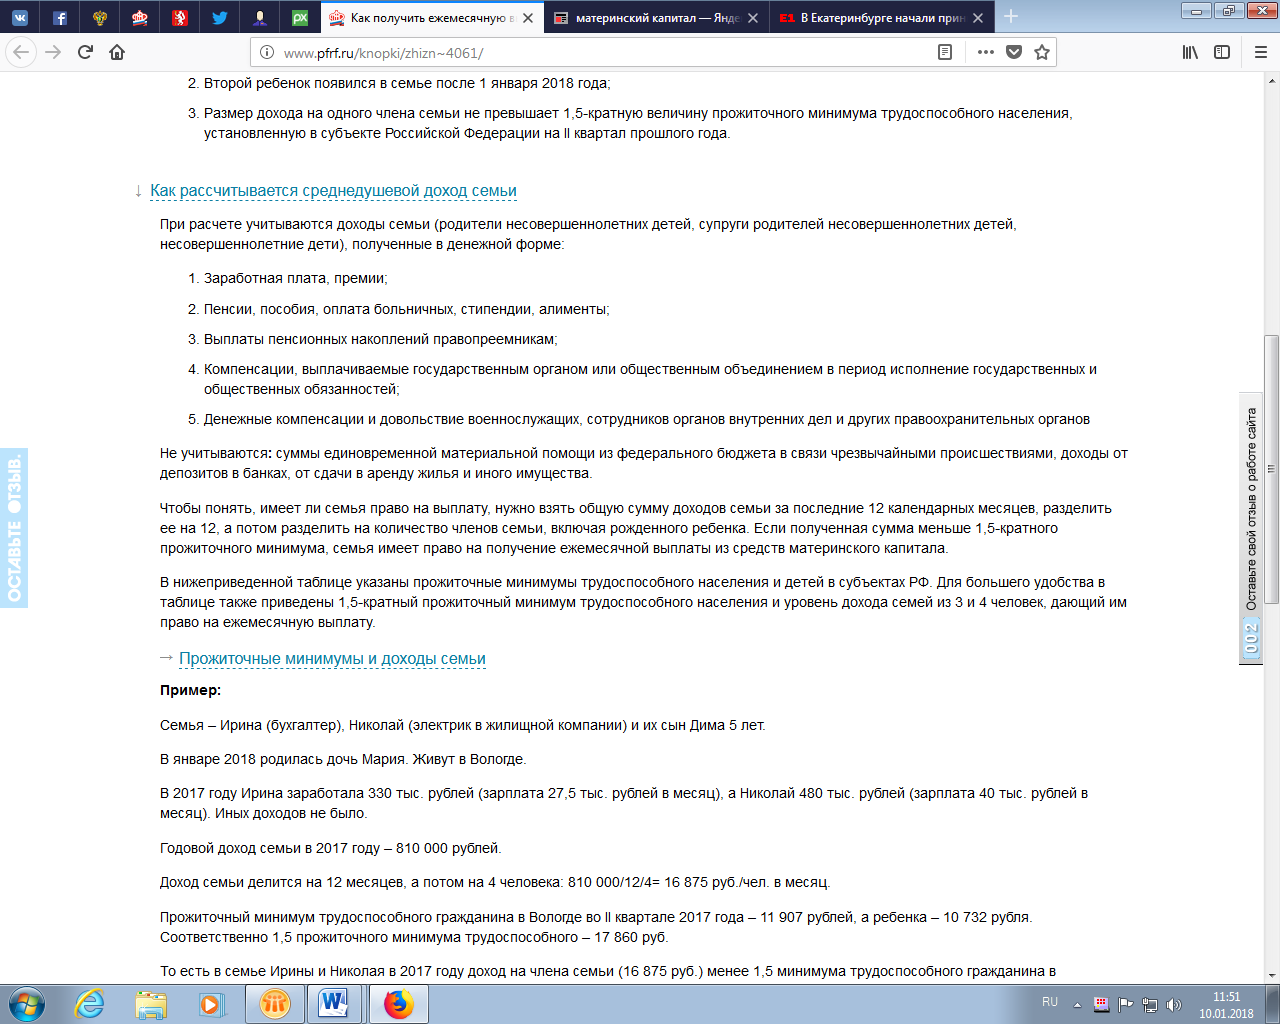 Как получить ежемесячную в
материнский капитал — Янде
E1 В Екатеринбурге начали прин
www.pfrf.ru/knopki/zhizn~4061/
2. Второй ребенок появился в семье после 1 января 2018 года;
3. Размер дохода на одного члена семьи не превышает 1,5-кратную величину прожиточного минимума трудоспособного населения,
установленную в субъекте Российской Федерации на II квартал прошлого года.
↓ Как рассчитывается среднедушевой доход семьи
При расчете учитываются доходы семьи (родители несовершеннолетних детей, супруги родителей несовершеннолетних детей,
несовершеннолетние дети), полученные в денежной форме:
1. Заработная плата, премии;
2. Пенсии, пособия, оплата больничных, стипендии, алименты;
3. Выплаты пенсионных накоплений правопреемникам;
4. Компенсации, выплачиваемые государственным органом или общественным объединением в период исполнение государственных и
общественных обязанностей;
5. Денежные компенсации и довольствие военнослужащих, сотрудников органов внутренних дел и других правоохранительных органов
Не учитываются: суммы единовременной материальной помощи из федерального бюджета в связи чрезвычайными происшествиями, доходы от
депозитов в банках, от сдачи в аренду жилья и иного имущества.
Чтобы понять, имеет ли семья право на выплату, нужно взять общую сумму доходов семьи за последние 12 календарных месяцев, разделить
ее на 12, а потом разделить на количество членов семьи, включая рожденного ребенка. Если полученная сумма меньше 1,5-кратного
прожиточного минимума, семья имеет право на получение ежемесячной выплаты из средств материнского капитала.
В нижеприведенной таблице указаны прожиточные минимумы трудоспособного населения и детей в субъектах РФ. Для большего удобства в
таблице также приведены 1,5-кратный прожиточный минимум трудоспособного населения и уровень дохода семей из 3 и 4 человек, дающий им
право на ежемесячную выплату.
→ Прожиточные минимумы и доходы семьи
Пример:
Семья – Ирина (бухгалтер), Николай (электрик в жилищной компании) и их сын Дима 5 лет.
В январе 2018 родилась дочь Мария. Живут в Вологде.
В 2017 году Ирина заработала 330 тыс. рублей (зарплата 27,5 тыс. рублей в месяц), а Николай 480 тыс. рублей (зарплата 40 тыс. рублей в
месяц). Иных доходов не было.
Годовой доход семьи в 2017 году – 810 000 рублей.
Доход семьи делится на 12 месяцев, а потом на 4 человека: 810 000/12/4= 16 875 руб./чел. в месяц.
Прожиточный минимум трудоспособного гражданина в Вологде во II квартале 2017 года – 11 907 рублей, а ребенка – 10 732 рубля.
Соответственно 1,5 прожиточного минимума трудоспособного – 17 860 руб.
То есть в семье Ирины и Николая в 2017 году доход на члена семьи (16 875 руб.) менее 1,5 минимума трудоспособного гражданина в
ОСТАВЬТЕ ОТЗЫВ.
Оставьте свой отзыв о работе сайта
002
RU
11:51
10.01.2018